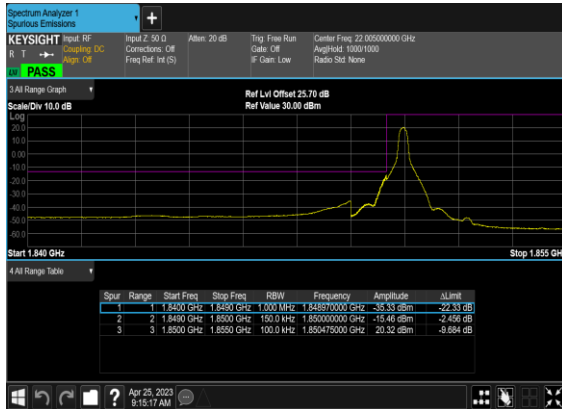 Spectrum Analyzer 1
Spurious Emissions
+
KEYSIGHT Input: RF Input Z: 50 Ω Atten: 20 dB Trig: Free Run Center Freq: 22.005000000 GHz
R T Coupling: DC Corrections: Off Gate: Off Avg|Hold: 1000/1000
Align: Off Freq Ref: Int (S) IF Gain: Low Radio Std: None
PASS
3 All Range Graph
Ref Lvl Offset 25.70 dB
Scale/Div 10.0 dB Ref Value 30.00 dBm
Log
20.0
10.0
0.00
-10.0
-20.0
-30.0
-40.0
-50.0
-60.0
Start 1.840 GHz Stop 1.855 GH
4 All Range Table
Spur Range Start Freq Stop Freq RBW Frequency Amplitude ΔLimit
1 1 1.8400 GHz 1.8490 GHz 1.000 MHz 1.848970000 GHz -35.33 dBm -22.33 dB
2 2 1.8490 GHz 1.8500 GHz 150.0 kHz 1.850000000 GHz -15.46 dBm -2.456 dB
3 3 1.8500 GHz 1.8550 GHz 100.0 kHz 1.850475000 GHz 20.32 dBm -9.684 dB
?
Apr 25, 2023
9:15:17 AM